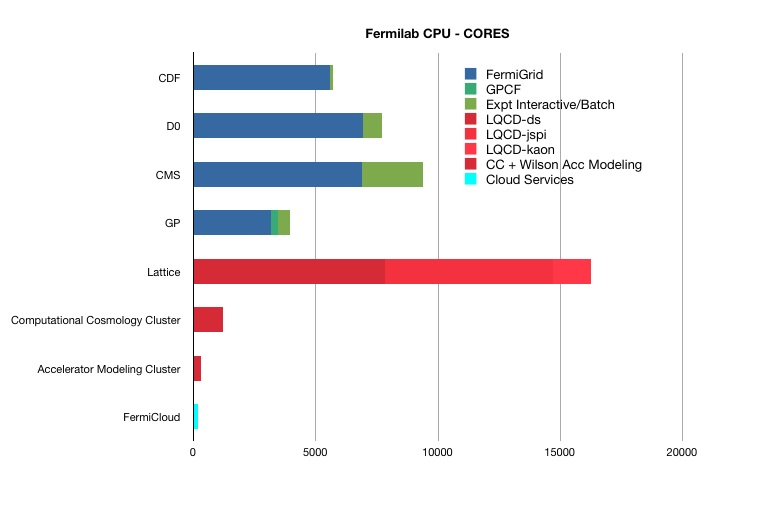 Fermilab CPU - CORES
FermiGrid
GPCF
Expt Interactive/Batch
LQCD-ds
LQCD-jspi
LQCD-kaon
CC + Wilson Acc Modeling
Cloud Services
CDF
D0
CMS
GP
Lattice
Computational Cosmology Cluster
Accelerator Modeling Cluster
FermiCloud
0 5000 10000 15000 20000